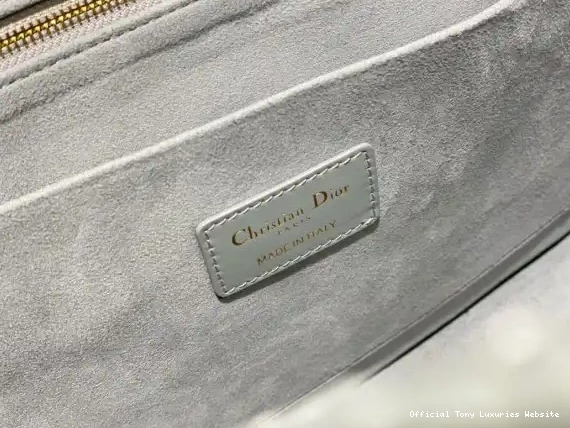 Christian Dior
PARIS
MADE IN ITALY
Official Tony Luxuries Website